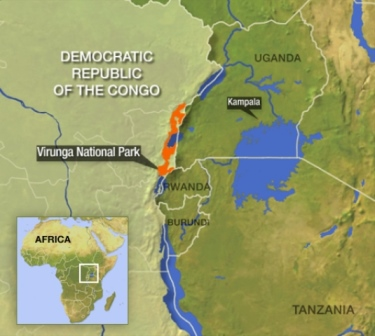 DEMOCRATIC
REPUBLIC
OF THE CONGO
UGANDA
Kampala
Virunga National Park
RWANDA
BURUNDI
AFRICA
TANZANIA